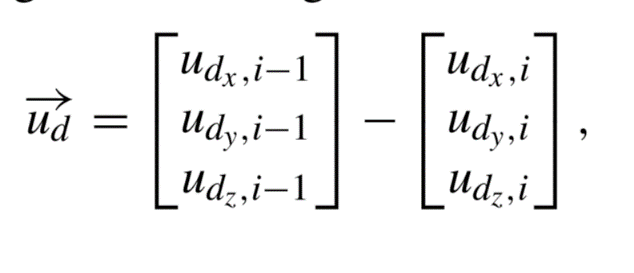 $\overrightarrow{u_d} = \begin{bmatrix} u_{d_x,i-1} \\ u_{d_y,i-1} \\ u_{d_z,i-1} \end{bmatrix} - \begin{bmatrix} u_{d_x,i} \\ u_{d_y,i} \\ u_{d_z,i} \end{bmatrix},$